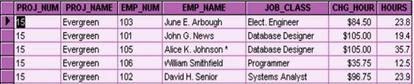 PROJ_NUM PROJ_NAME EMP_NUM EMP_NAME JOB_CLASS CHG_HOUR HOURS
15 Evergreen 103 June E. Arbough Elect. Engineer $84.50 23.8
15 Evergreen 101 John G. News Database Designer $105.00 19.4
15 Evergreen 105 Alice K. Johnson * Database Designer $105.00 35.7
15 Evergreen 106 William Smithfield Programmer $35.75 12.5
15 Evergreen 102 David H. Senior Systems Analyst $96.75 23.8